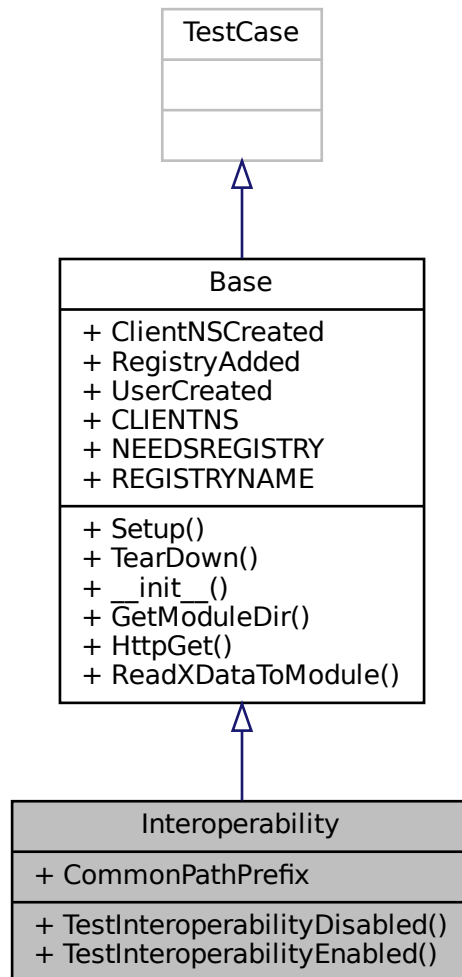 TestCase
Base
+ ClientNSCreated
+ RegistryAdded
+ UserCreated
+ CLIENTNS
+ NEEDSREGISTRY
+ REGISTRYNAME
+ Setup()
+ TearDown()
+ __init__()
+ GetModuleDir()
+ HttpGet()
+ ReadXDataToModule()
Interoperability
+ CommonPathPrefix
+ TestInteroperabilityDisabled()
+ TestInteroperabilityEnabled()